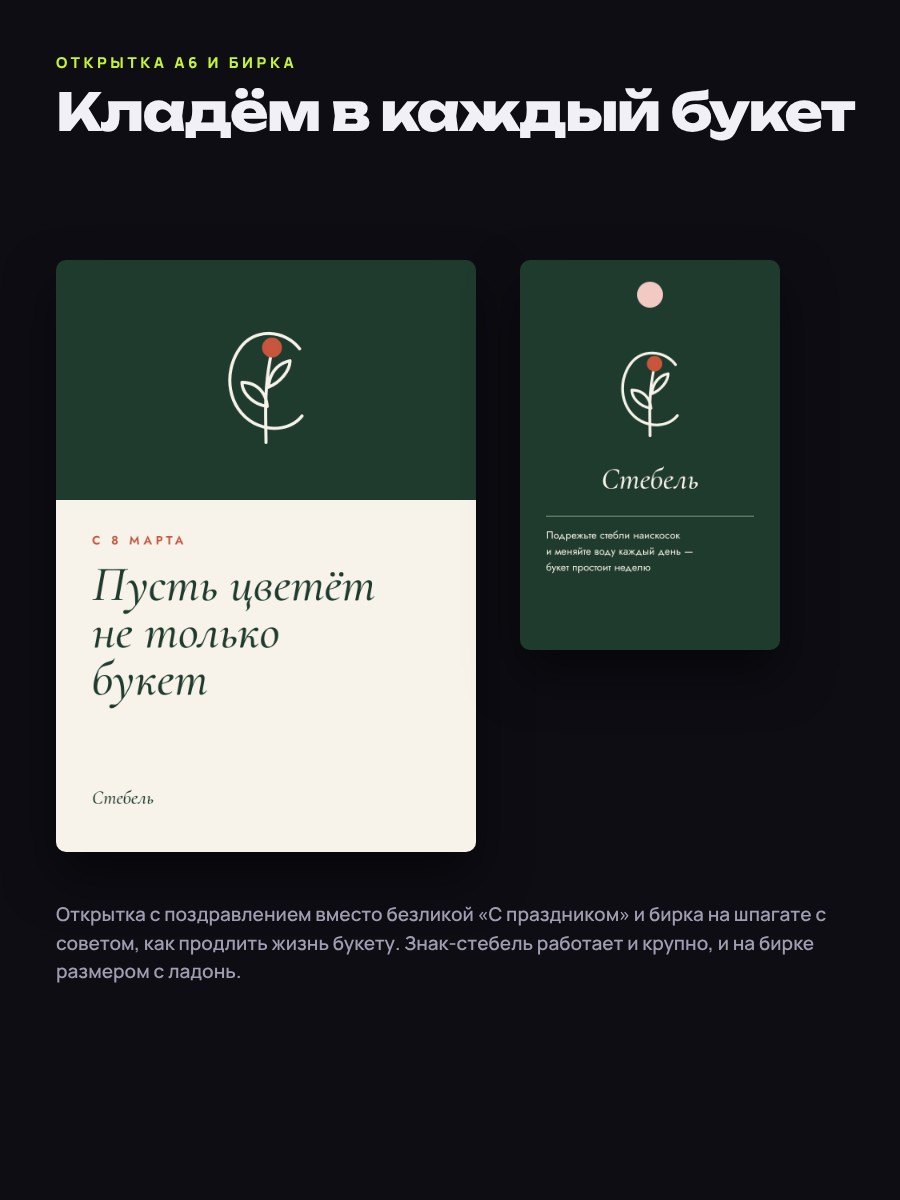 ОТКРЫТКА А6 И БИРКА
Кладём в каждый букет
С 8 МАРТА
Пусть цветёт
не только
букет
Стебель
Стебель
Подрежьте стебли наискосок
и меняйте воду каждый день —
букет простоит неделю
Открытка с поздравлением вместо безликой «С праздником» и бирка на шпагате с
советом, как продлить жизнь букету. Знак-стебель работает и крупно, и на бирке
размером с ладонь.